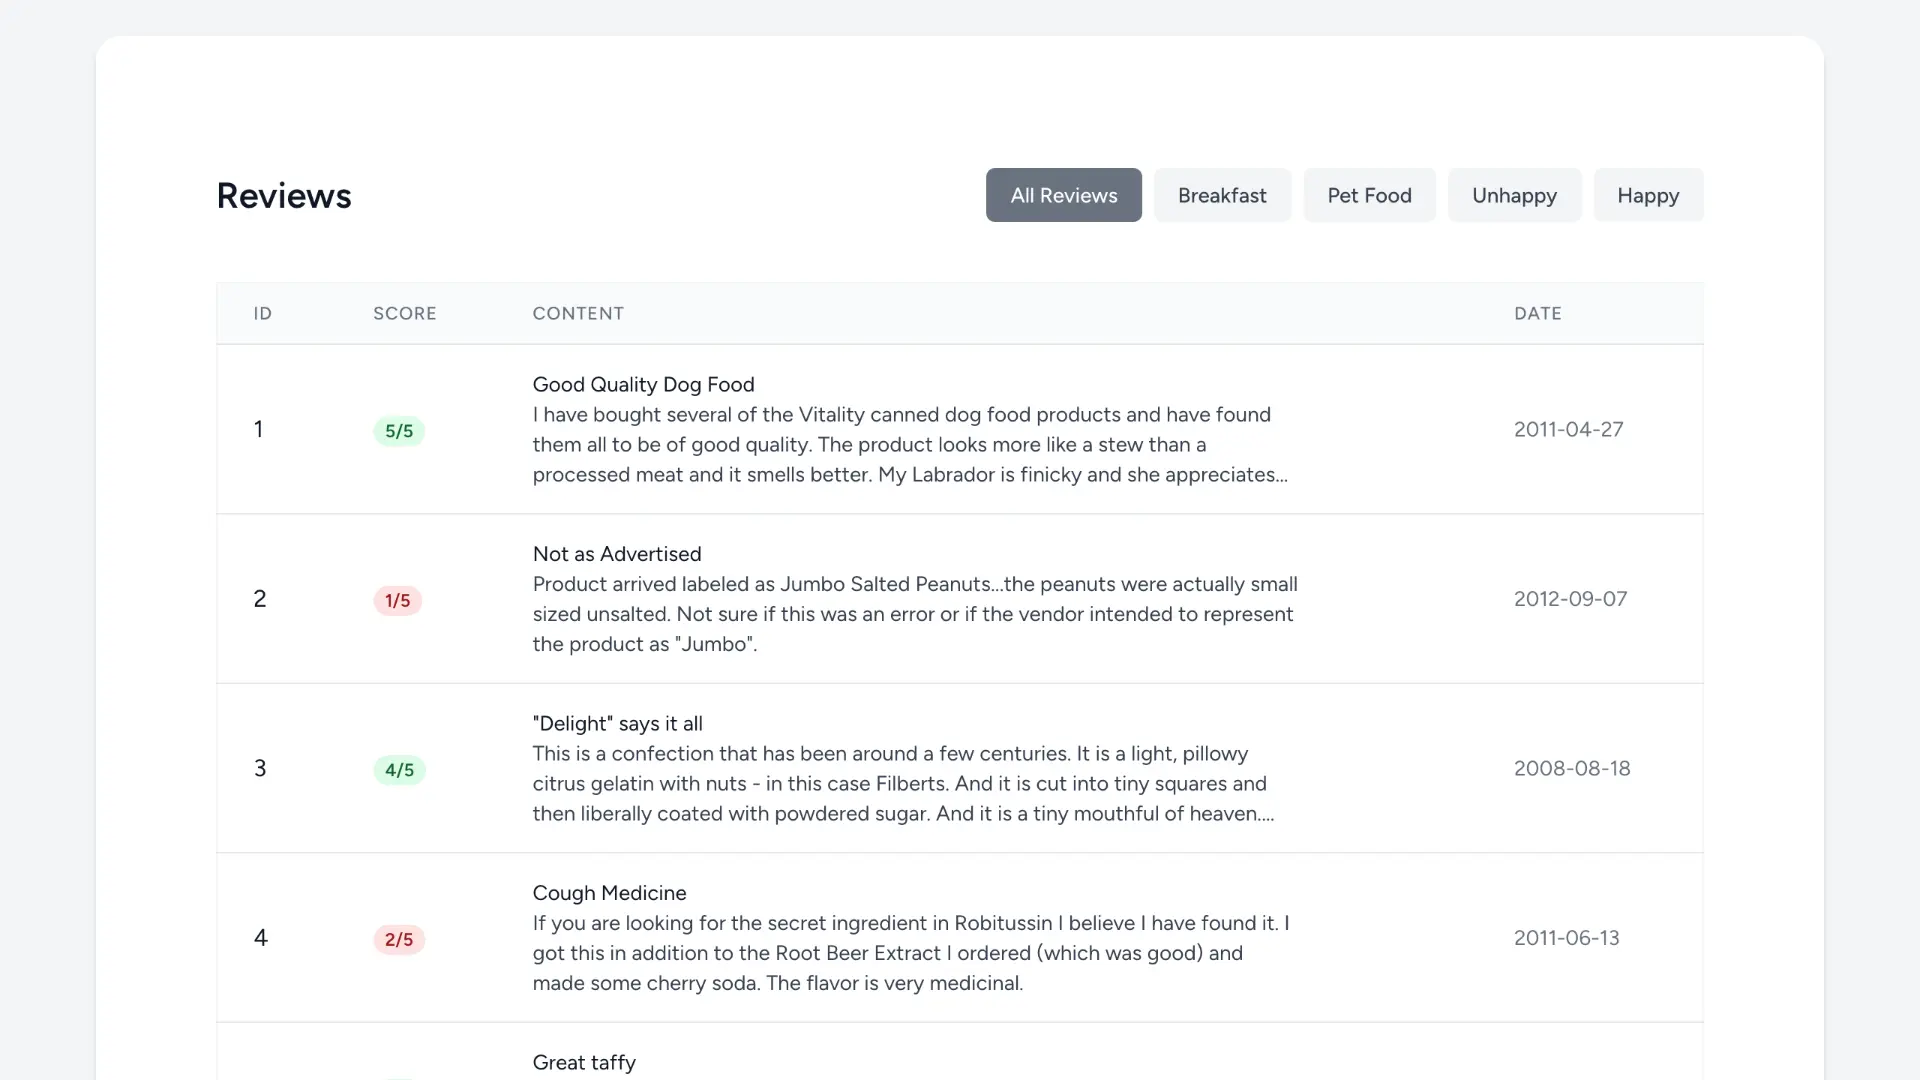 Reviews
All Reviews
Breakfast
Pet Food
Unhappy
Happy
ID SCORE CONTENT DATE
1
5/5
Good Quality Dog Food
I have bought several of the Vitality canned dog food products and have found
them all to be of good quality. The product looks more like a stew than a
processed meat and it smells better. My Labrador is finicky and she appreciates...
2011-04-27
2
1/5
Not as Advertised
Product arrived labeled as Jumbo Salted Peanuts...the peanuts were actually small
sized unsalted. Not sure if this was an error or if the vendor intended to represent
the product as "Jumbo".
2012-09-07
3
4/5
"Delight" says it all
This is a confection that has been around a few centuries. It is a light, pillowy
citrus gelatin with nuts - in this case Filberts. And it is cut into tiny squares and
then liberally coated with powdered sugar. And it is a tiny mouthful of heaven....
2008-08-18
4
2/5
Cough Medicine
If you are looking for the secret ingredient in Robitussin I believe I have found it. I
got this in addition to the Root Beer Extract I ordered (which was good) and
made some cherry soda. The flavor is very medicinal.
2011-06-13
Great taffy